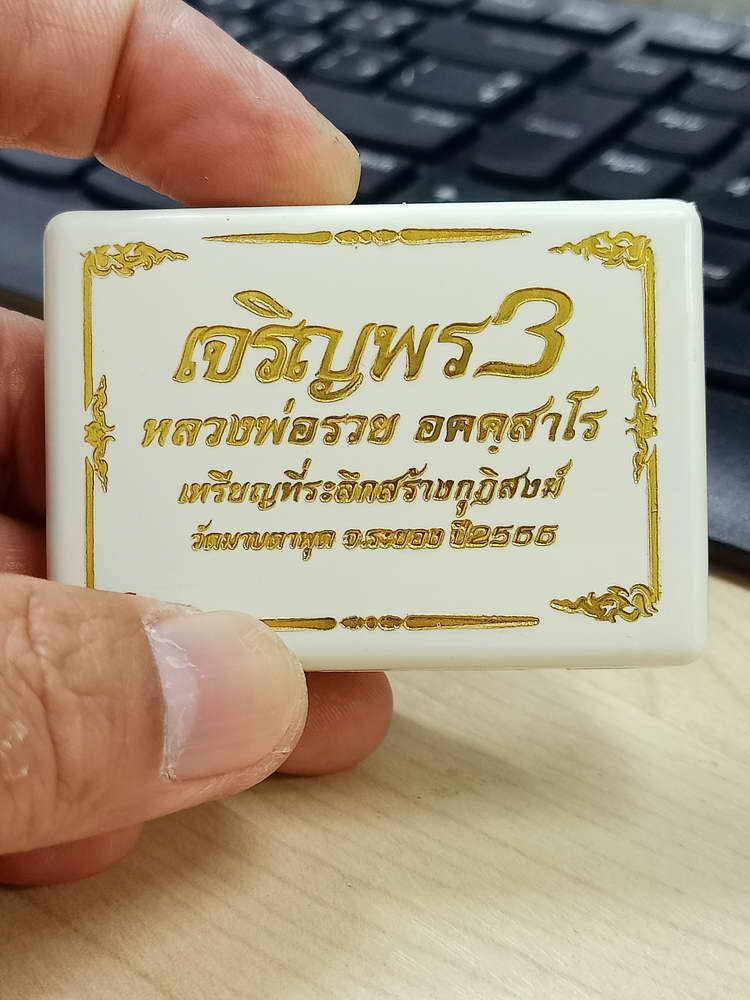 เจริญพร3
หลวงพ่อรวย อคคฺสาโร
เหรียญที่ระลึกสร้างกุฏิสงฆ์
วัดมาบตาพุด จ.ระยอง ปี2566